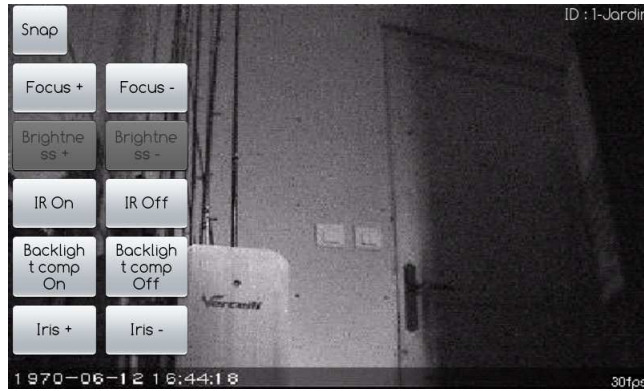 Snap
ID : 1-Jardin
Focus +
Focus -
Brightne
ss +
Brightne
ss -
IR On
IR Off
Backligh
t comp
On
Backligh
t comp
Off
Vercelli
Iris +
Iris -
1970-06-12 16:44:18
30fps